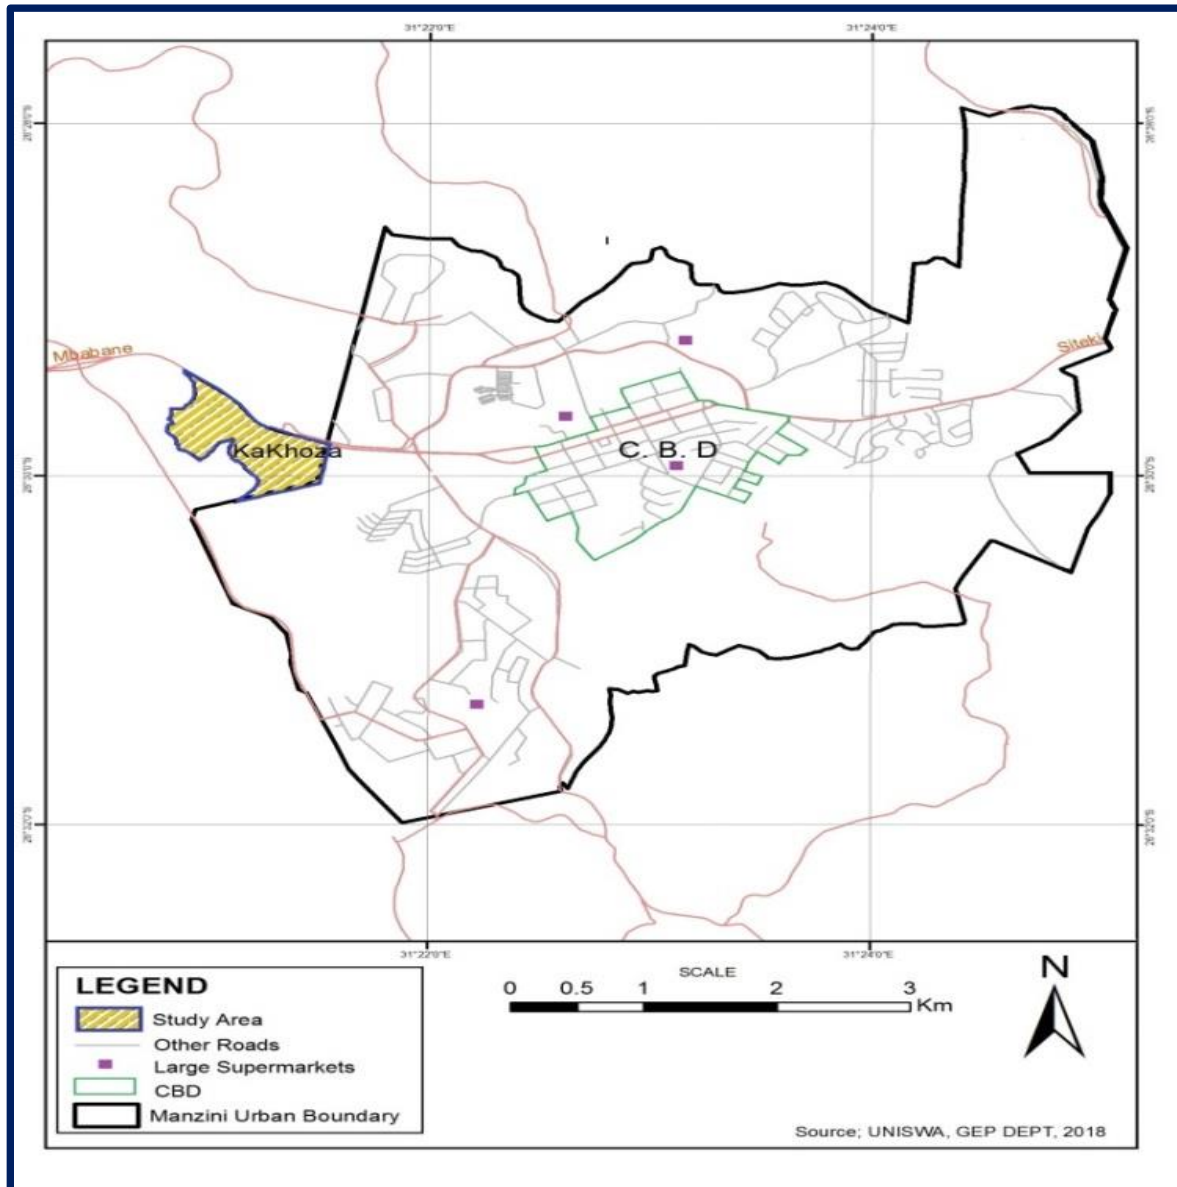 31°22'0"E
31°24'0"E
Mbabane
Siteki
KaKhoza
C. B. D
31°22'0"E
31°24'0"E
LEGEND
Study Area
Other Roads
Large Supermarkets
CBD
Manzini Urban Boundary
SCALE
0 0.5 1 2 3
Km
N
Source; UNISWA, GEP DEPT, 2018